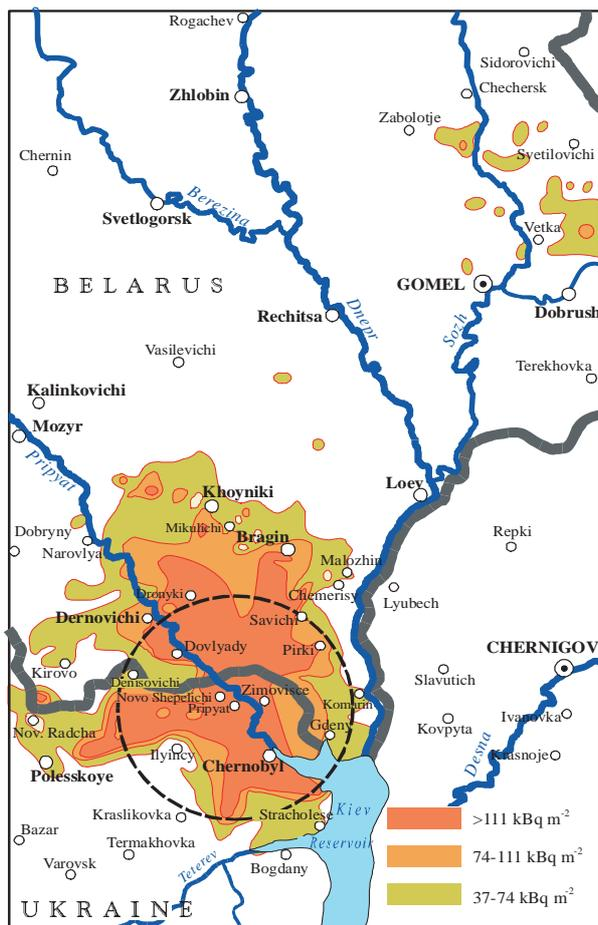 Rogachev
Sidorovichi
Zhlobin
Chechersk
Zabolotje
Svetilovichi
Chernin
Berezina
Svetlogorsk
Vetka
BELARUS
GOMEL
Dobrush
Rechitsa
Dnepr
Sozh
Vasilevichi
Terekhovka
Kalinkovichi
Mozyr
Pripyat
Loev
Khoyniki
Mikulichi
Dobryny
Bragin
Repki
Narovlya
Malozhin
Dronyki
Chemerisy
Lyubech
Dernovichi
Savichi
Dovlyady
Pirki
CHERNIGOV
Kirovo
Demsovichi
Slavutich
Novo Shepelichi
Zimovisce
Pripyat
Komarin
Ivanovka
Nov. Radcha
Gdeny
Kovpyta
Ilyincy
Desna
Krasnoje
Polesskoye
Chernobyl
Kraslikovka
Stracholese
Kiev
Reservoir
Bazar
Termakhovka
Varovsk
Teterev
Bogdany
UKRAINE
>111 kBq m⁻²
74-111 kBq m⁻²
37-74 kBq m⁻²